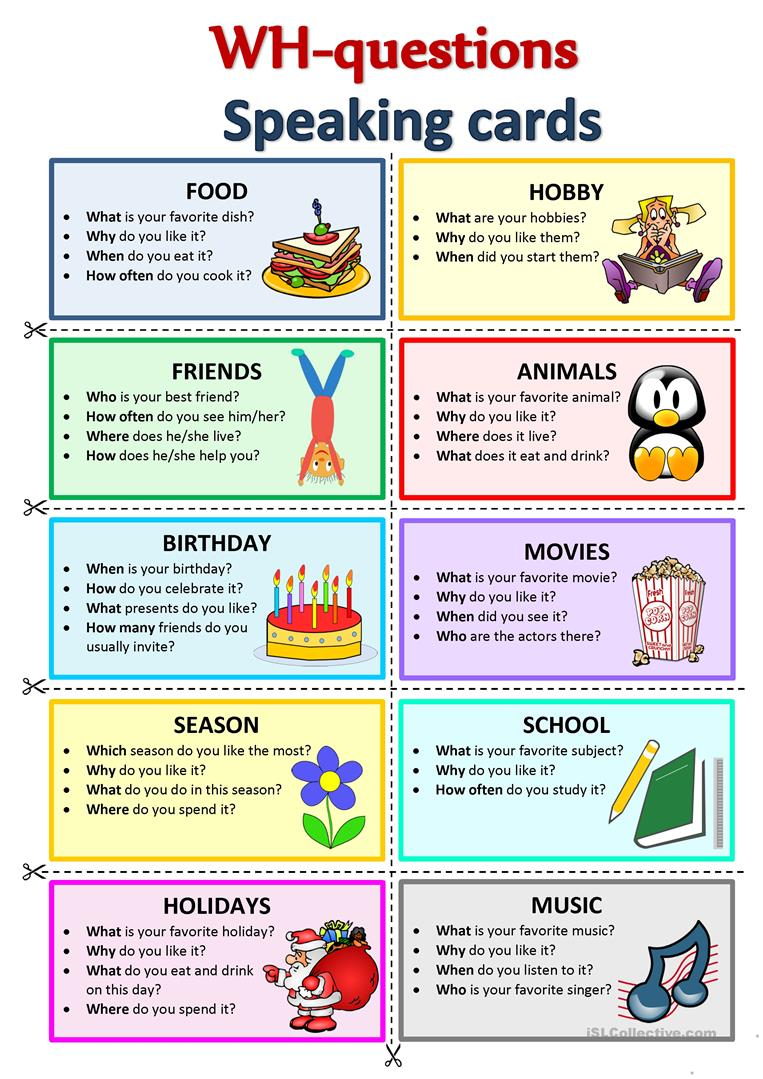 WH-questions
Speaking cards
FOOD
• What is your favorite dish?
• Why do you like it?
• When do you eat it?
• How often do you cook it?
HOBBY
• What are your hobbies?
• Why do you like them?
• When did you start them?
FRIENDS
• Who is your best friend?
• How often do you see him/her?
• Where does he/she live?
• How does he/she help you?
ANIMALS
• What is your favorite animal?
• Why do you like it?
• Where does it live?
• What does it eat and drink?
BIRTHDAY
• When is your birthday?
• How do you celebrate it?
• What presents do you like?
• How many friends do you
usually invite?
MOVIES
• What is your favorite movie?
• Why do you like it?
• When did you see it?
• Who are the actors there?
Fresh
Fresh
POP
CORN
POP
CORN
SEASON
• Which season do you like the most?
• Why do you like it?
• What do you do in this season?
• Where do you spend it?
SCHOOL
• What is your favorite subject?
• Why do you like it?
• How often do you study it?
HOLIDAYS
• What is your favorite holiday?
• Why do you like it?
• What do you eat and drink
on this day?
• Where do you spend it?
MUSIC
• What is your favorite music?
• Why do you like it?
• When do you listen to it?
• Who is your favorite singer?
iSLCollective.com